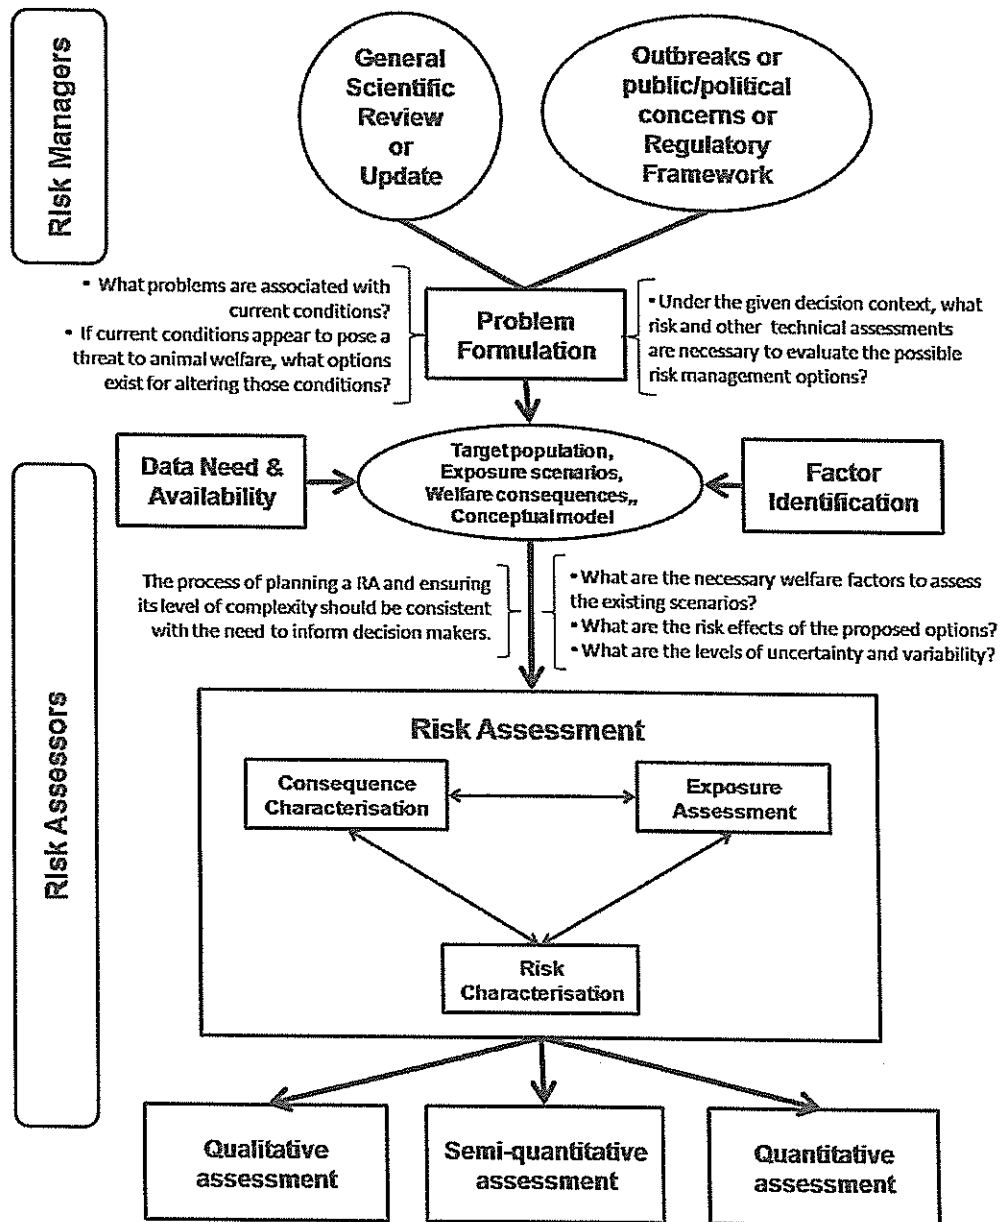 Risk Managers
General
Scientific
Review
or
Update
Outbreaks or
public/political
concerns or
Regulatory
Framework
▪ What problems are associated with
current conditions?
▪ If current conditions appear to pose a
threat to animal welfare, what options
exist for altering those conditions?
Problem
Formulation
▪ Under the given decision context, what
risk and other technical assessments
are necessary to evaluate the possible
risk management options?
Risk Assessors
Data Need &
Availability
Target population,
Exposure scenarios,
Welfare consequences,,
Conceptual model
Factor
Identification
The process of planning a RA and ensuring
its level of complexity should be consistent
with the need to inform decision makers.
▪ What are the necessary welfare factors to assess
the existing scenarios?
▪ What are the risk effects of the proposed options?
▪ What are the levels of uncertainty and variability?
Risk Assessment
Consequence
Characterisation
Exposure
Assessment
Risk
Characterisation
Qualitative
assessment
Semi-quantitative
assessment
Quantitative
assessment